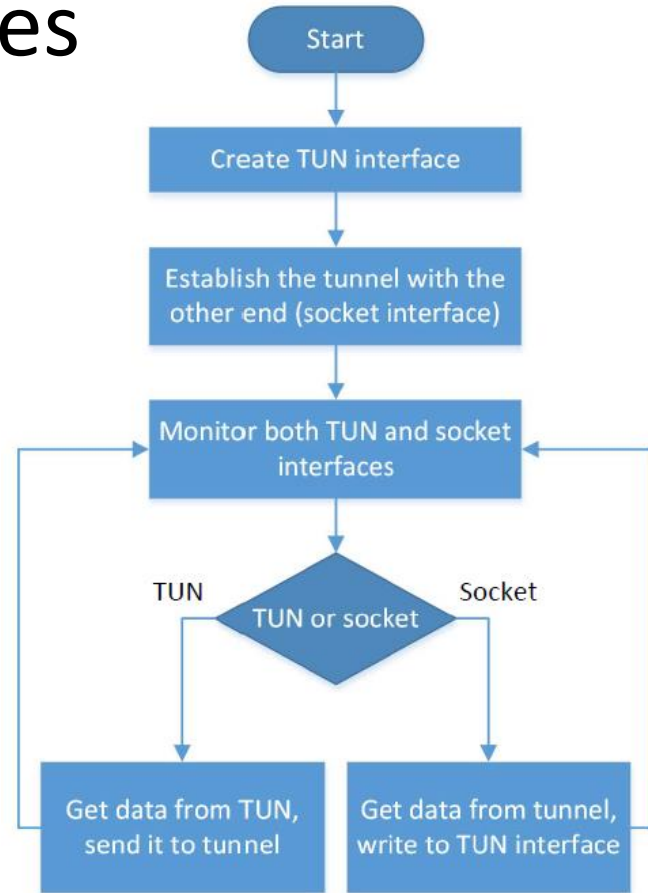 es
Start
Create TUN interface
Establish the tunnel with the
other end (socket interface)
Monitor both TUN and socket
interfaces
TUN
Socket
TUN or socket
Get data from TUN,
send it to tunnel
Get data from tunnel,
write to TUN interface